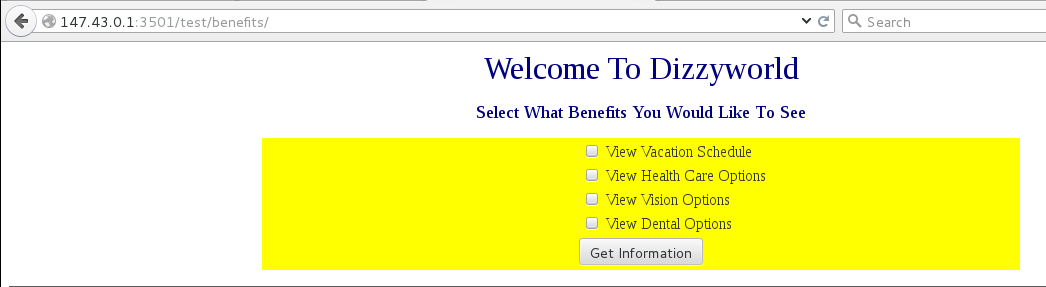 147.43.0.1:3501/test/benefits/
Search
Welcome To Dizzyworld
Select What Benefits You Would Like To See
View Vacation Schedule
View Health Care Options
View Vision Options
View Dental Options
Get Information